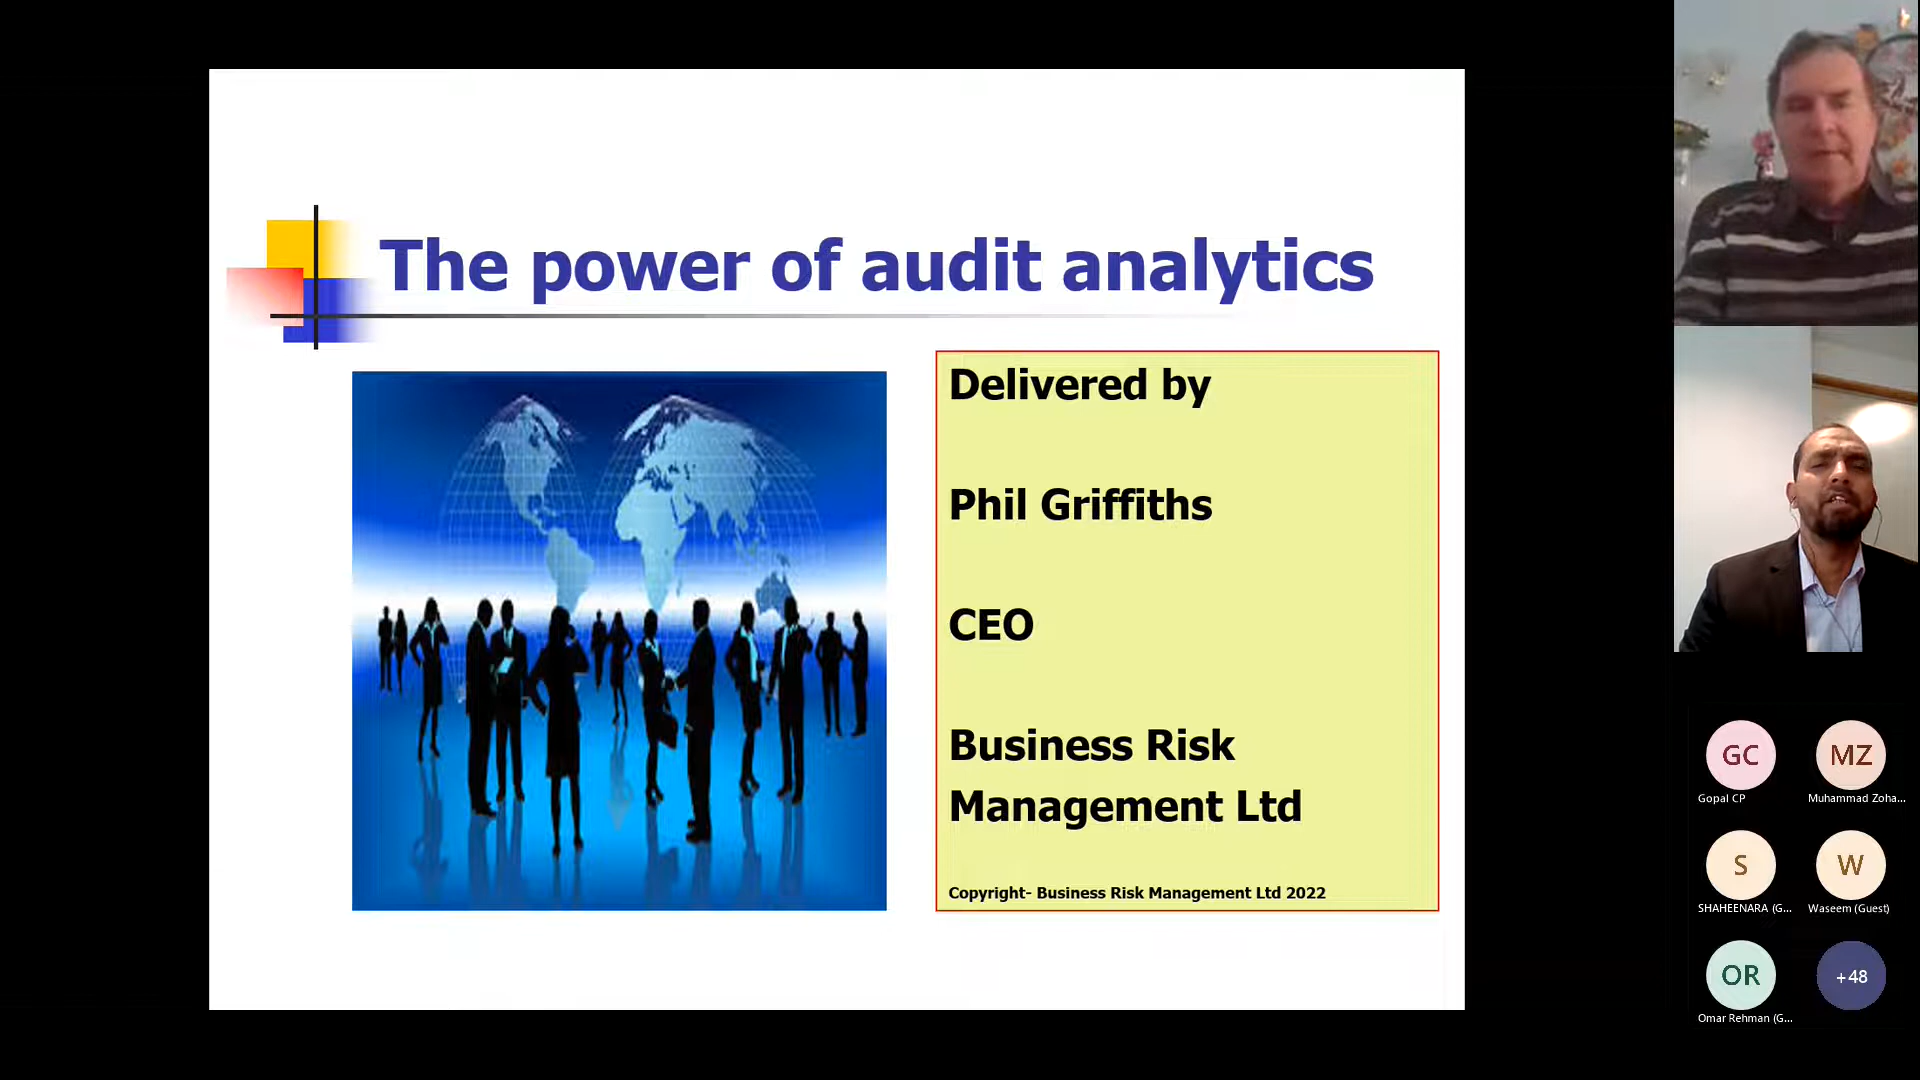 The power of audit analytics
Delivered by
Phil Griffiths
CEO
Business Risk
Management Ltd
Copyright- Business Risk Management Ltd 2022
GC
MZ
Gopal CP
Muhammad Zoha...
S
W
SHAHEENARA (G...
Waseem (Guest)
OR
+48
Omar Rehman (G...